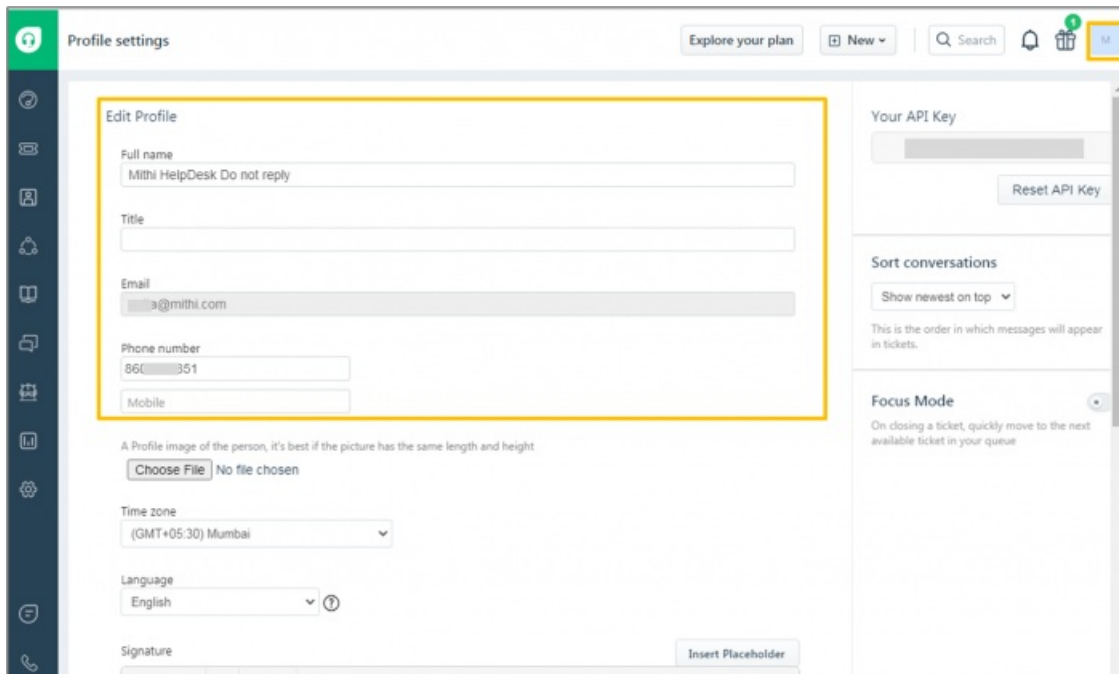 Profile settings
Explore your plan
New
Search
1
M
Edit Profile
Full name
Mithi HelpDesk Do not reply
Title
Email
a@mithi.com
Phone number
860 351
Mobile
A Profile image of the person, it's best if the picture has the same length and height
Choose File No file chosen
Time zone
(GMT+05:30) Mumbai
Language
English
Signature
Insert Placeholder
Your API Key
Reset API Key
Sort conversations
Show newest on top
This is the order in which messages will appear
in tickets.
Focus Mode
On closing a ticket, quickly move to the next
available ticket in your queue